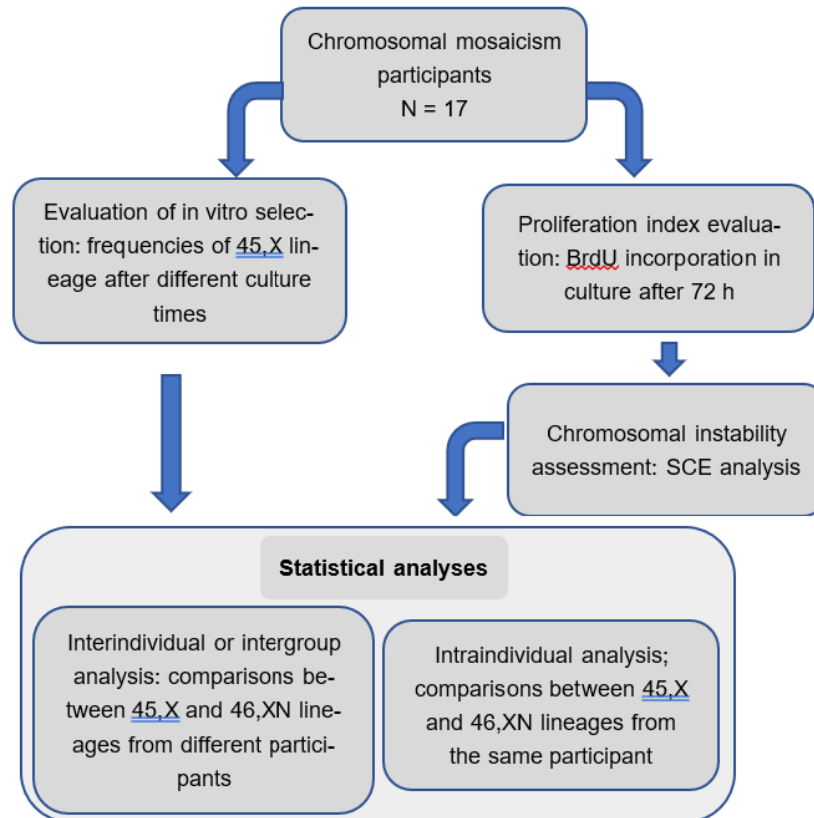 Chromosomal mosaicism
participants
N = 17
Evaluation of in vitro selec-
tion: frequencies of 45,X lin-
eage after different culture
times
Proliferation index evalua-
tion: BrdU incorporation in
culture after 72 h
Chromosomal instability
assessment: SCE analysis
Statistical analyses
Interindividual or intergroup
analysis: comparisons be-
tween 45,X and 46,XN line-
ages from different partici-
pants
Intraindividual analysis;
comparisons between 45,X
and 46,XN lineages from
the same participant